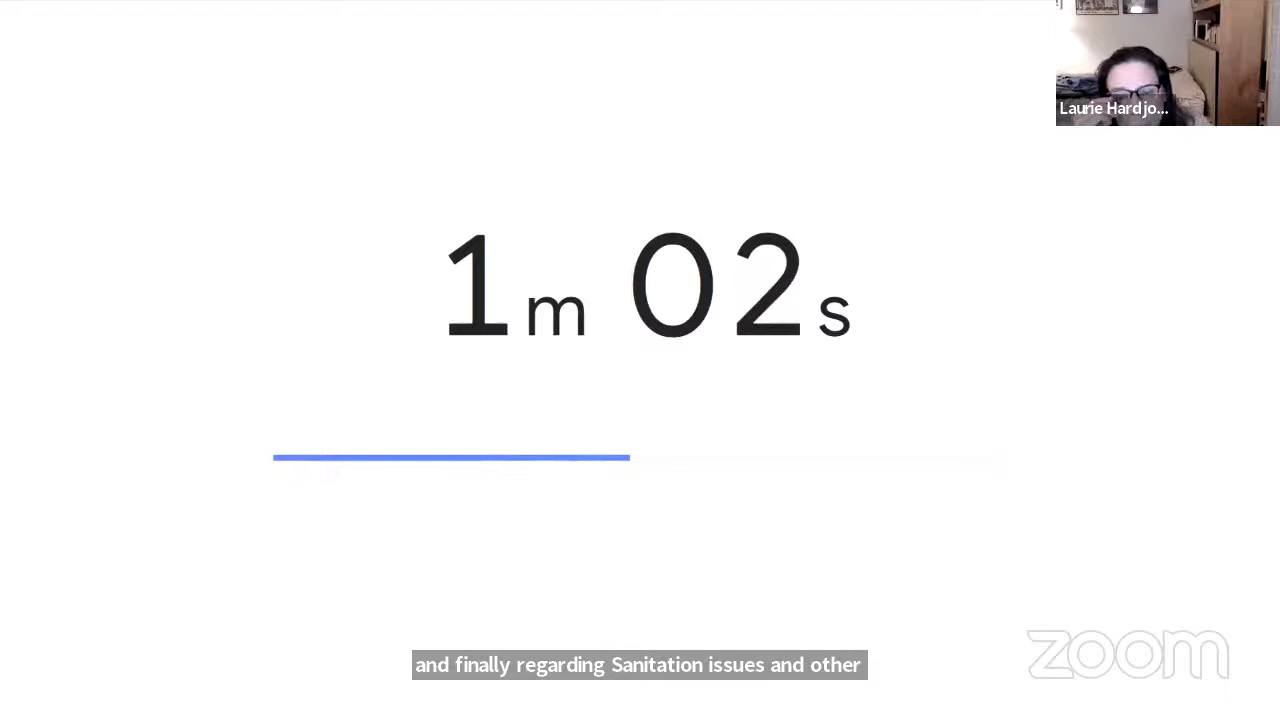 Laurie Hardjo...
1m 02s
and finally regarding Sanitation issues and other
zoom